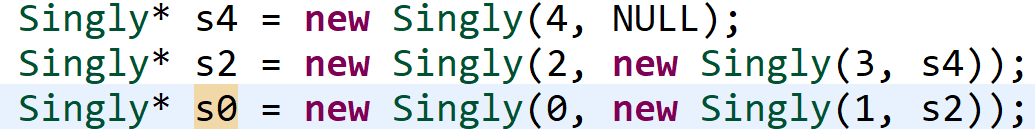 Singly* s4 = new Singly(4, NULL);
Singly* s2 = new Singly(2, new Singly(3, s4));
Singly* s0 = new Singly(0, new Singly(1, s2));